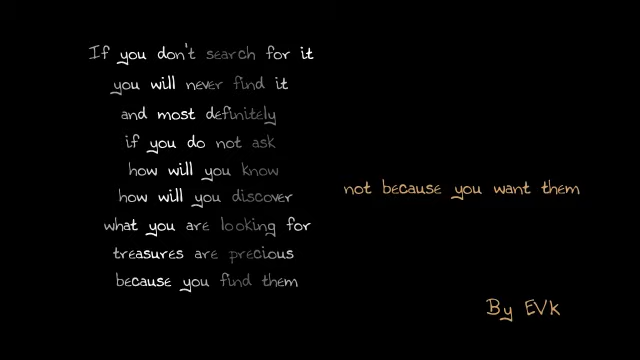 If you don't search for it
you will never find it
and most definitely
if you do not ask
how will you know
how will you discover
what you are looking for
treasures are precious
because you find them
not because you want them
By EVk